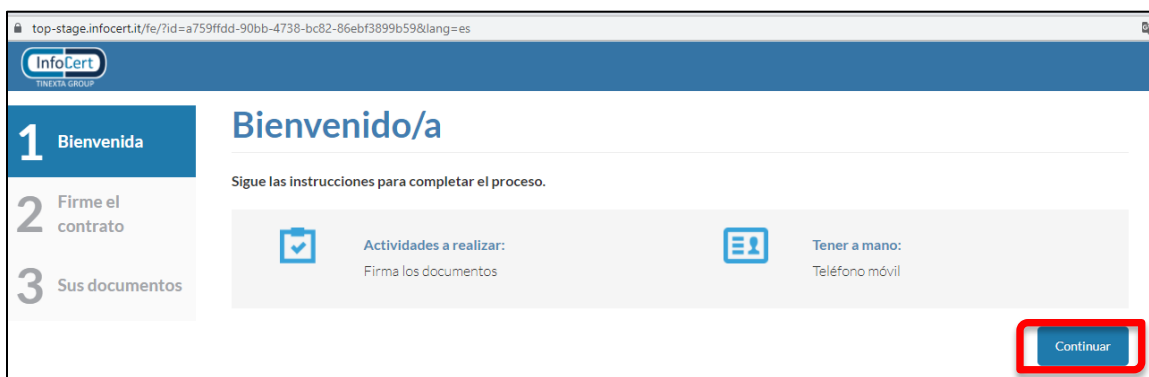 top-stage.infocert.it/fe/?id=a759ffdd-90bb-4738-bc82-86ebf3899b59&lang=es
InfoCert
TINEXTA GROUP
1 Bienvenida
2 Firme el
contrato
3 Sus documentos
Bienvenido/a
Sigue las instrucciones para completar el proceso.
Actividades a realizar:
Firma los documentos
Tener a mano:
Teléfono móvil
Continuar